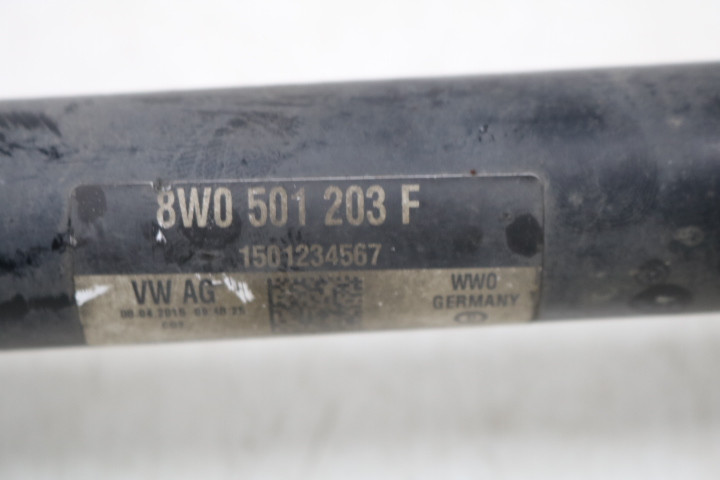 8W0 501 203 F
1501234567
VW AG
WWO
GERMANY